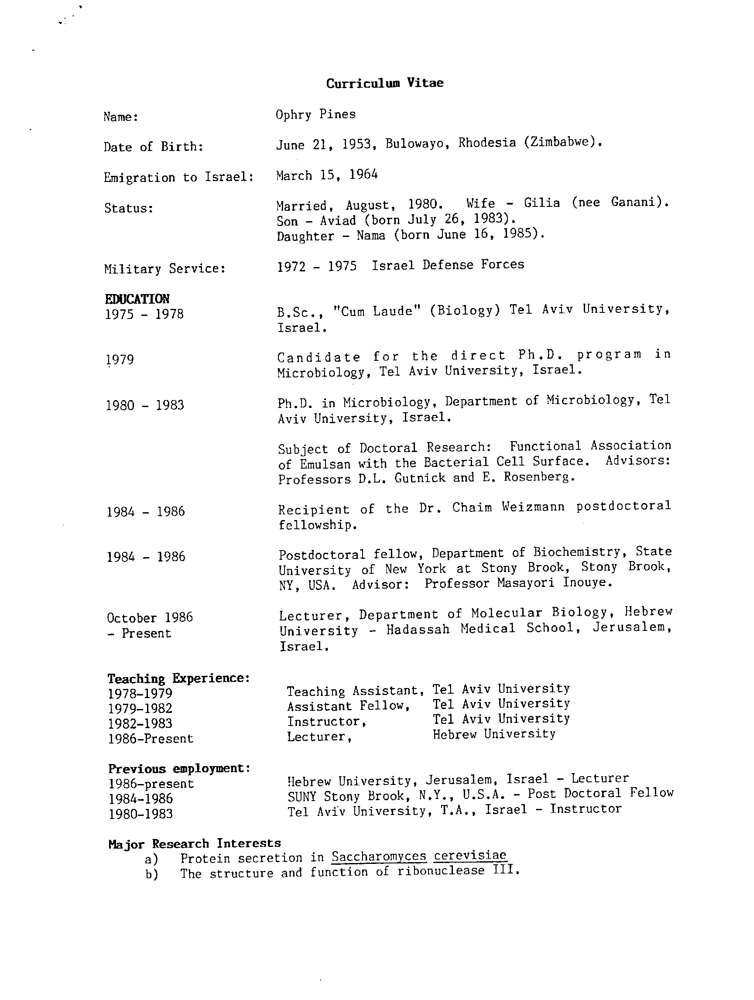 Curriculum Vitae
Name: Ophry Pines
Date of Birth: June 21, 1953, Bulowayo, Rhodesia (Zimbabwe).
Emigration to Israel: March 15, 1964
Status: Married, August, 1980. Wife - Gilia (nee Ganani).
Son - Aviad (born July 26, 1983).
Daughter - Nama (born June 16, 1985).
Military Service: 1972 - 1975 Israel Defense Forces
EDUCATION
1975 - 1978 B.Sc., "Cum Laude" (Biology) Tel Aviv University,
Israel.
1979 Candidate for the direct Ph.D. program in
Microbiology, Tel Aviv University, Israel.
1980 - 1983 Ph.D. in Microbiology, Department of Microbiology, Tel
Aviv University, Israel.
Subject of Doctoral Research: Functional Association
of Emulsan with the Bacterial Cell Surface. Advisors:
Professors D.L. Gutnick and E. Rosenberg.
1984 - 1986 Recipient of the Dr. Chaim Weizmann postdoctoral
fellowship.
1984 - 1986 Postdoctoral fellow, Department of Biochemistry, State
University of New York at Stony Brook, Stony Brook,
NY, USA. Advisor: Professor Masayori Inouye.
October 1986 Lecturer, Department of Molecular Biology, Hebrew
- Present University - Hadassah Medical School, Jerusalem,
Israel.
Teaching Experience:
1978-1979 Teaching Assistant, Tel Aviv University
1979-1982 Assistant Fellow, Tel Aviv University
1982-1983 Instructor, Tel Aviv University
1986-Present Lecturer, Hebrew University
Previous employment:
1986-present Hebrew University, Jerusalem, Israel - Lecturer
1984-1986 SUNY Stony Brook, N.Y., U.S.A. - Post Doctoral Fellow
1980-1983 Tel Aviv University, T.A., Israel - Instructor
Major Research Interests
a) Protein secretion in Saccharomyces cerevisiae
b) The structure and function of ribonuclease III.